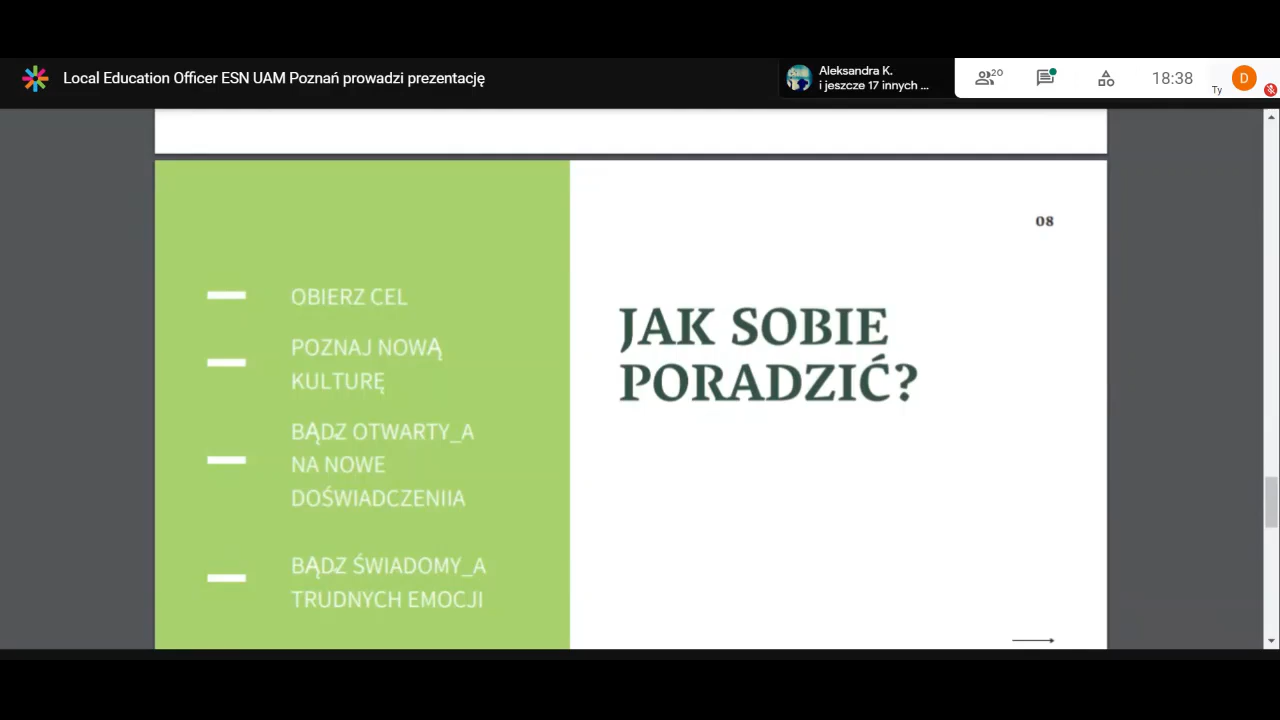 Local Education Officer ESN UAM Poznań prowadzi prezentację
Aleksandra K.
i jeszcze 17 innych ...
20
18:38
Ty
D
08
OBIERZ CEL
POZNAJ NOWĄ
KULTURĘ
BĄDZ OTWARTY_A
NA NOWE
DOŚWIADCZENIIA
BĄDZ ŚWIADOMY_A
TRUDNYCH EMOCJI
JAK SOBIE
PORADZIĆ?